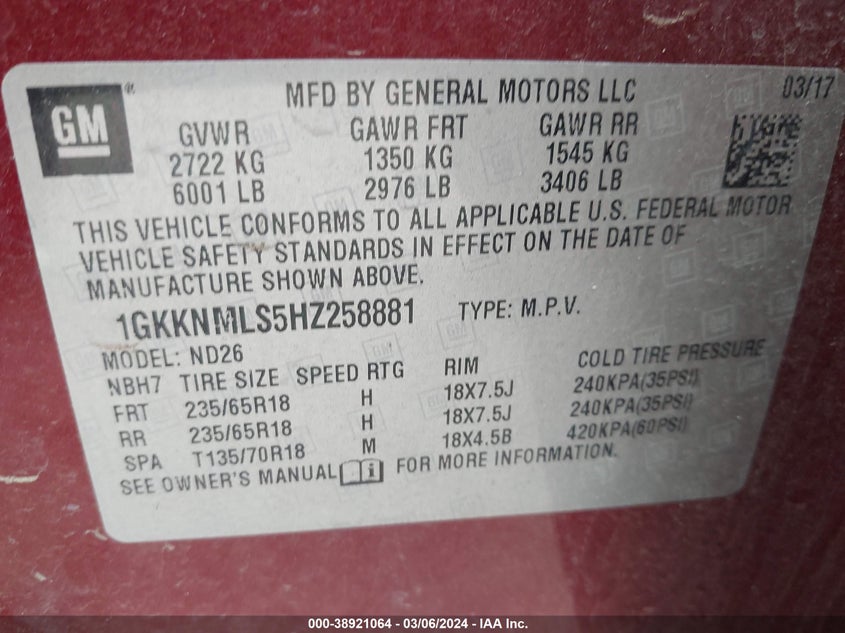 GM®
MFD BY GENERAL MOTORS LLC 03/17
GVWR GAWR FRT GAWR RR
2722 KG 1350 KG 1545 KG
6001 LB 2976 LB 3406 LB
THIS VEHICLE CONFORMS TO ALL APPLICABLE U.S. FEDERAL MOTOR
VEHICLE SAFETY STANDARDS IN EFFECT ON THE DATE OF
MANUFACTURE SHOWN ABOVE.
1GKKNMLS5HZ258881 TYPE: M.P.V.
MODEL: ND26
NBH7 TIRE SIZE SPEED RTG RIM COLD TIRE PRESSURE
FRT 235/65R18 H 18X7.5J 240KPA(35PSI)
RR 235/65R18 H 18X7.5J 240KPA(35PSI)
SPA T135/70R18 M 18X4.5B 420KPA(60PSI)
SEE OWNER'S MANUAL i FOR MORE INFORMATION.
000-38921064 - 03/06/2024 - IAA Inc.